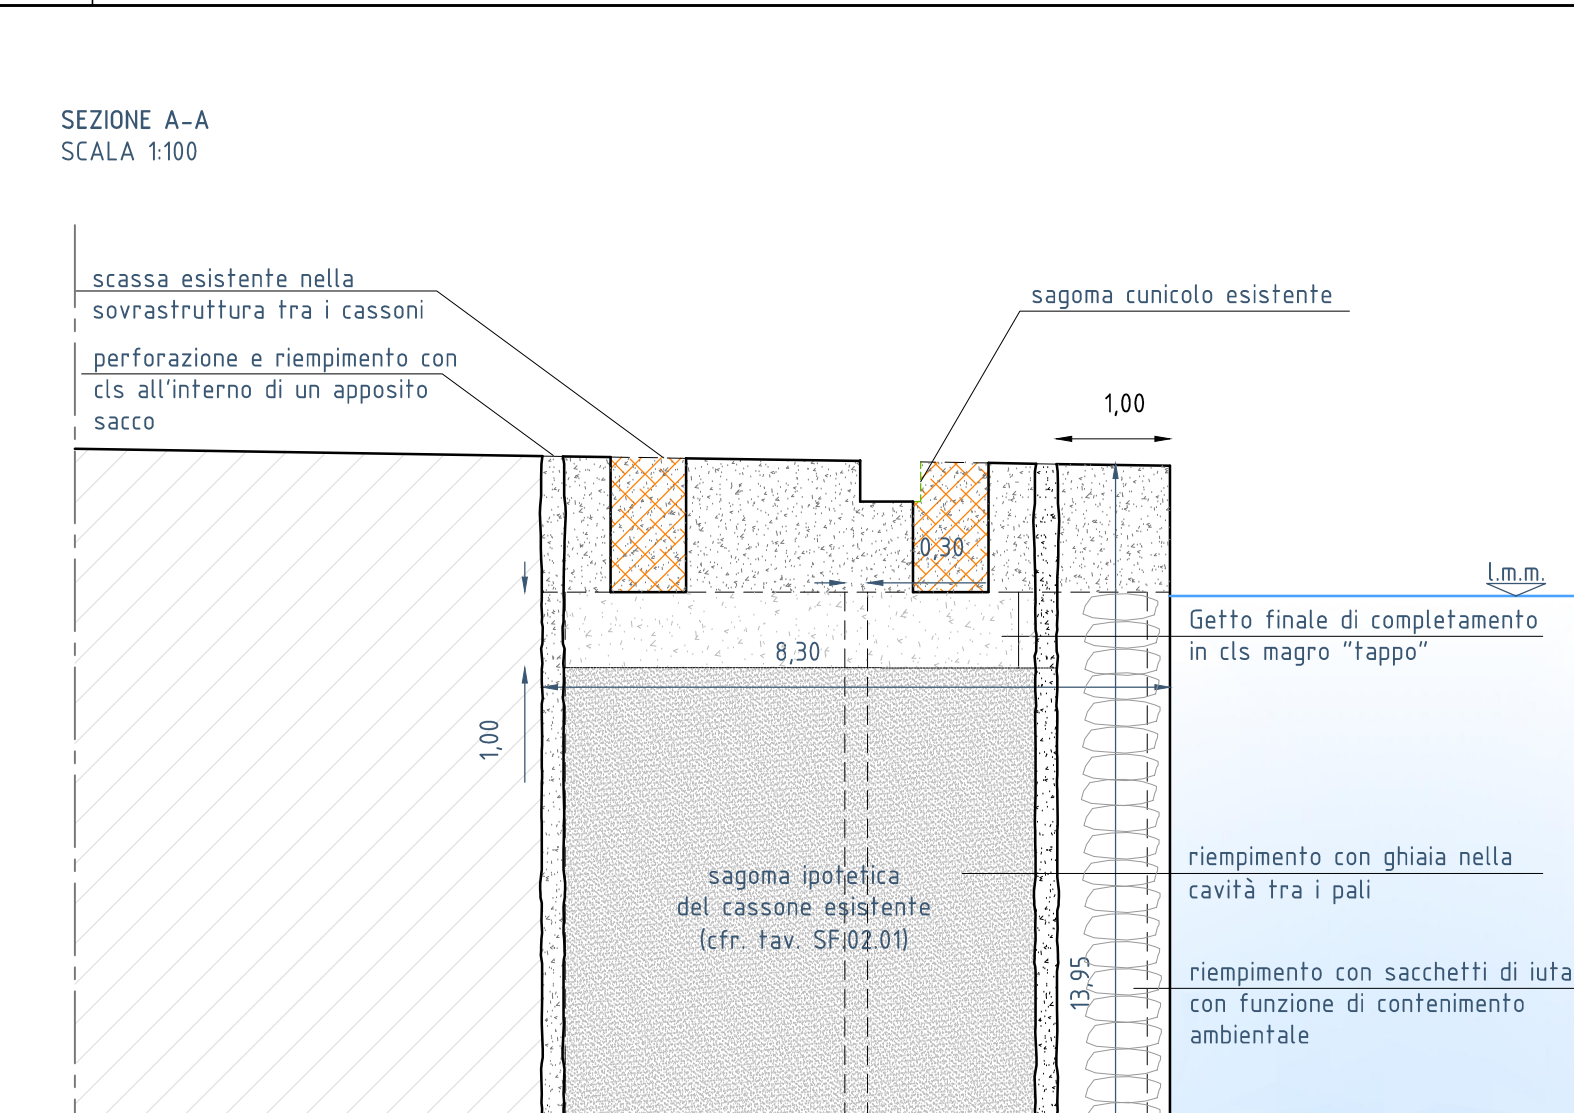 SEZIONE A-A
SCALA 1:100
scassa esistente nella
sovrastruttura tra i cassoni
perforazione e riempimento con
cls all'interno di un apposito
sacco
sagoma cunicolo esistente
1,00
0,30
l.m.m.
Getto finale di completamento
in cls magro "tappo"
8,30
1,00
sagoma ipotetica
del cassone esistente
(cfr. tav. SF.02.01)
riempimento con ghiaia nella
cavità tra i pali
13,95
riempimento con sacchetti di iuta
con funzione di contenimento
ambientale